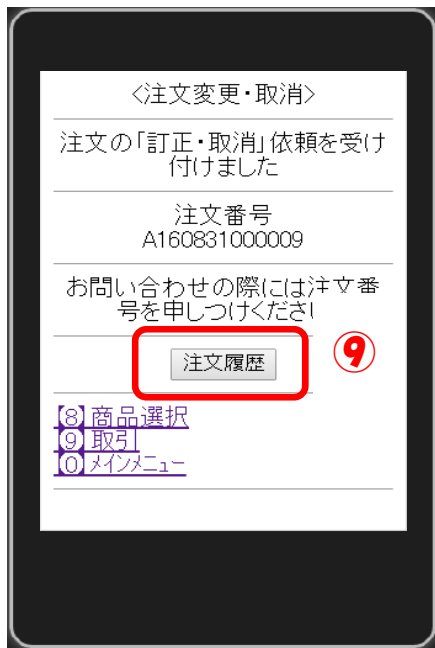 <注文変更・取消>
注文の「訂正・取消」依頼を受け
付けました
注文番号
A160831000009
お問い合わせの際には注文番
号を申しつけくださ
注文履歴
⑨
[8] 商品選択
[9] 取引
[0] メインメニュー